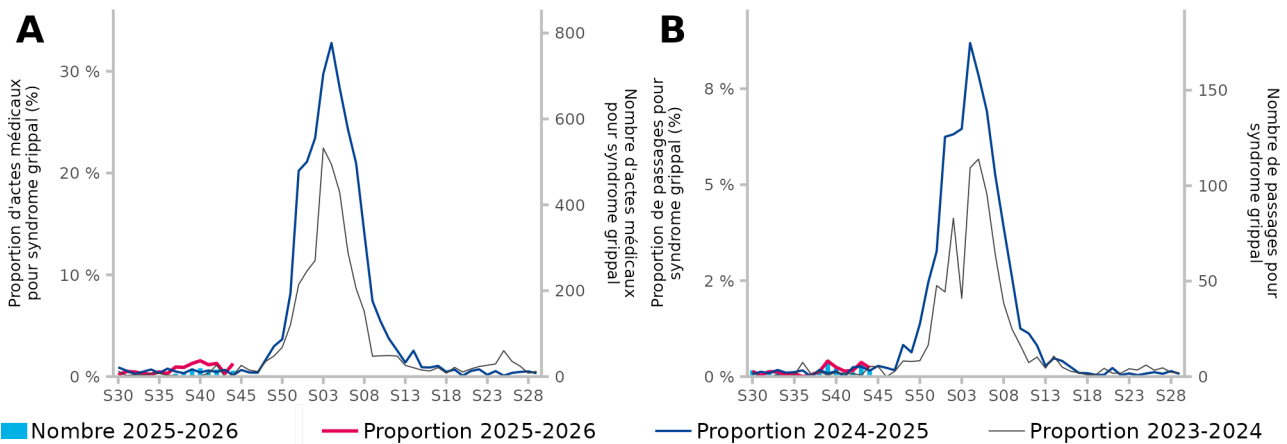 A
Proportion d'actes médicaux
pour syndrome grippal (%)
30 %
20 %
10 %
0 %
S30 S35 S40 S45 S50 S03 S08 S13 S18 S23 S28
800
600
400
200
0
Nombre d'actes médicaux
pour syndrome grippal
B
Proportion de passages pour
syndrome grippal (%)
8 %
5 %
2 %
0 %
S30 S35 S40 S45 S50 S03 S08 S13 S18 S23 S28
150
100
50
0
Nombre de passages pour
syndrome grippal
Nombre 2025-2026 Proportion 2025-2026 Proportion 2024-2025 Proportion 2023-2024